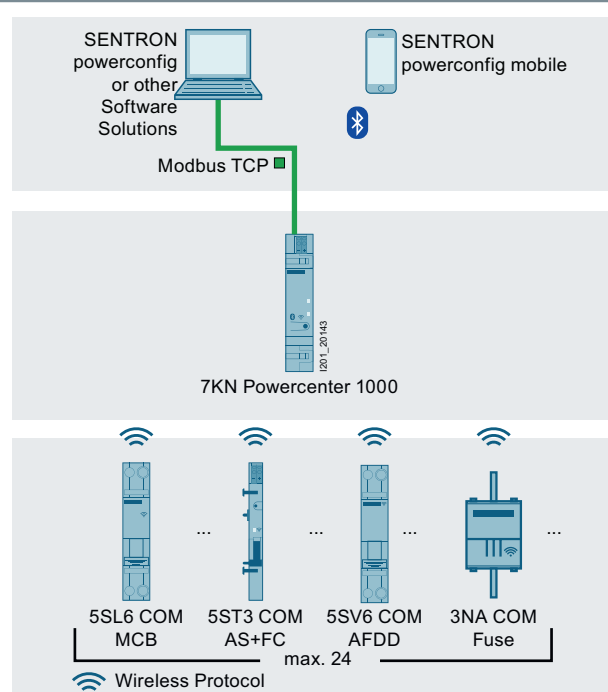 SENTRON
powerconfig
or other
Software
Solutions
SENTRON
powerconfig mobile
Modbus TCP
I201_20143
7KN Powercenter 1000
... ... ... ...
5SL6 COM
MCB
5ST3 COM
AS+FC
5SV6 COM
AFDD
3NA COM
Fuse
max. 24
Wireless Protocol